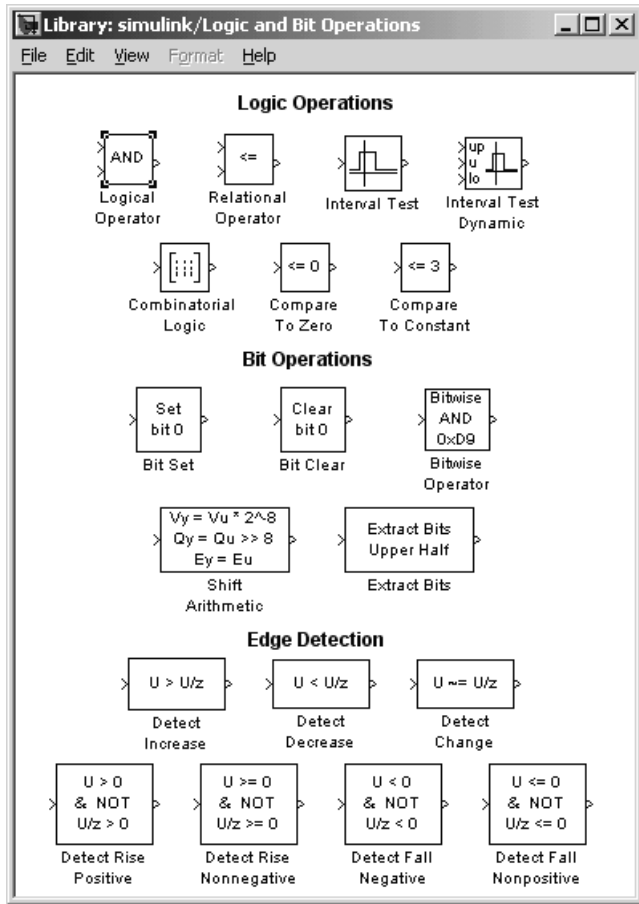 Library: simulink/Logic and Bit Operations
File Edit View Format Help
Logic Operations
AND
Logical
Operator
<=
Relational
Operator
Interval Test
up
u
lo
Interval Test
Dynamic
Combinatorial
Logic
<= 0
Compare
To Zero
<= 3
Compare
To Constant
Bit Operations
Set
bit 0
Bit Set
Clear
bit 0
Bit Clear
Bitwise
AND
0xD9
Bitwise
Operator
Vy = Vu * 2^-8
Qy = Qu >> 8
Ey = Eu
Shift
Arithmetic
Extract Bits
Upper Half
Extract Bits
Edge Detection
U > U/z
Detect
Increase
U < U/z
Detect
Decrease
U ~= U/z
Detect
Change
U > 0
& NOT
U/z > 0
Detect Rise
Positive
U >= 0
& NOT
U/z >= 0
Detect Rise
Nonnegative
U < 0
& NOT
U/z < 0
Detect Fall
Negative
U <= 0
& NOT
U/z <= 0
Detect Fall
Nonpositive